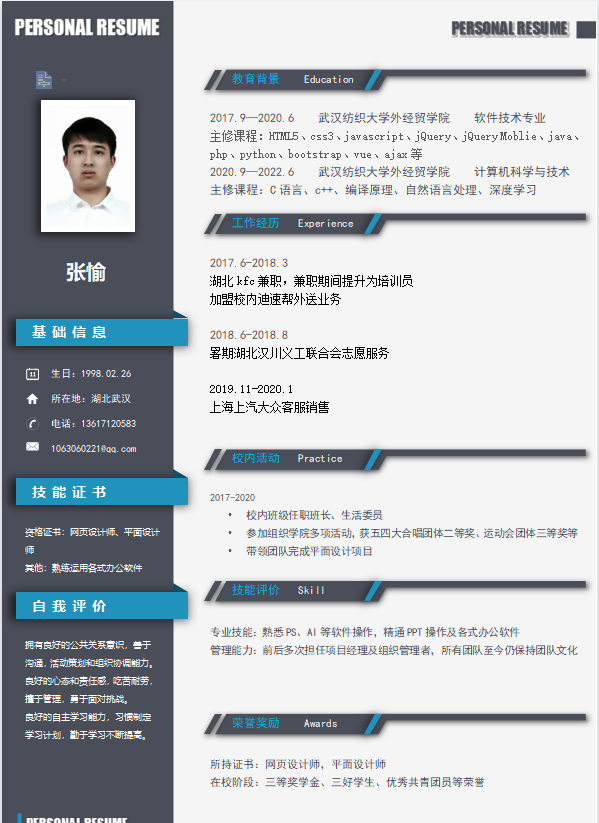 PERSONAL RESUME
张愉
基础信息
生日：1998.02.26
所在地：湖北武汉
电话：13617120583
1063060221@qq.com
技能证书
资格证书：网页设计师、平面设计
师
其他：熟练运用各式办公软件
自我评价
拥有良好的公共关系意识，善于
沟通，活动策划和组织协调能力。
良好的心态和责任感，吃苦耐劳，
擅于管理，勇于面对挑战。
良好的自主学习能力，习惯制定
学习计划，勤于学习不断提高。
PERSONAL RESUME
PERSONAL RESUME
教育背景 Education
2017.9—2020.6 武汉纺织大学外经贸学院 软件技术专业
主修课程：HTML5、css3、javascript、jQuery、jQueryMoblie、java、
php、python、bootstrap、vue、ajax 等
2020.9—2022.6 武汉纺织大学外经贸学院 计算机科学与技术
主修课程：C 语言、c++、编译原理、自然语言处理、深度学习
工作经历 Experience
2017.6-2018.3
湖北 kfc 兼职，兼职期间提升为培训员
加盟校内迪速帮外送业务
2018.6-2018.8
署期湖北汉川义工联合会志愿服务
2019.11-2020.1
上海上汽大众客服销售
校内活动 Practice
2017-2020
• 校内班级任职班长、生活委员
• 参加组织学院多项活动，获五四大合唱团体二等奖、运动会团体三等奖等
• 带领团队完成平面设计项目
技能评价 Skill
专业技能：熟悉 PS、AI 等软件操作，精通 PPT 操作及各式办公软件
管理能力：前后多次担任项目经理及组织管理者，所有团队至今仍保持团队文化
荣誉奖励 Awards
所持证书：网页设计师，平面设计师
在校阶段：三等奖学金、三好学生、优秀共青团员等荣誉